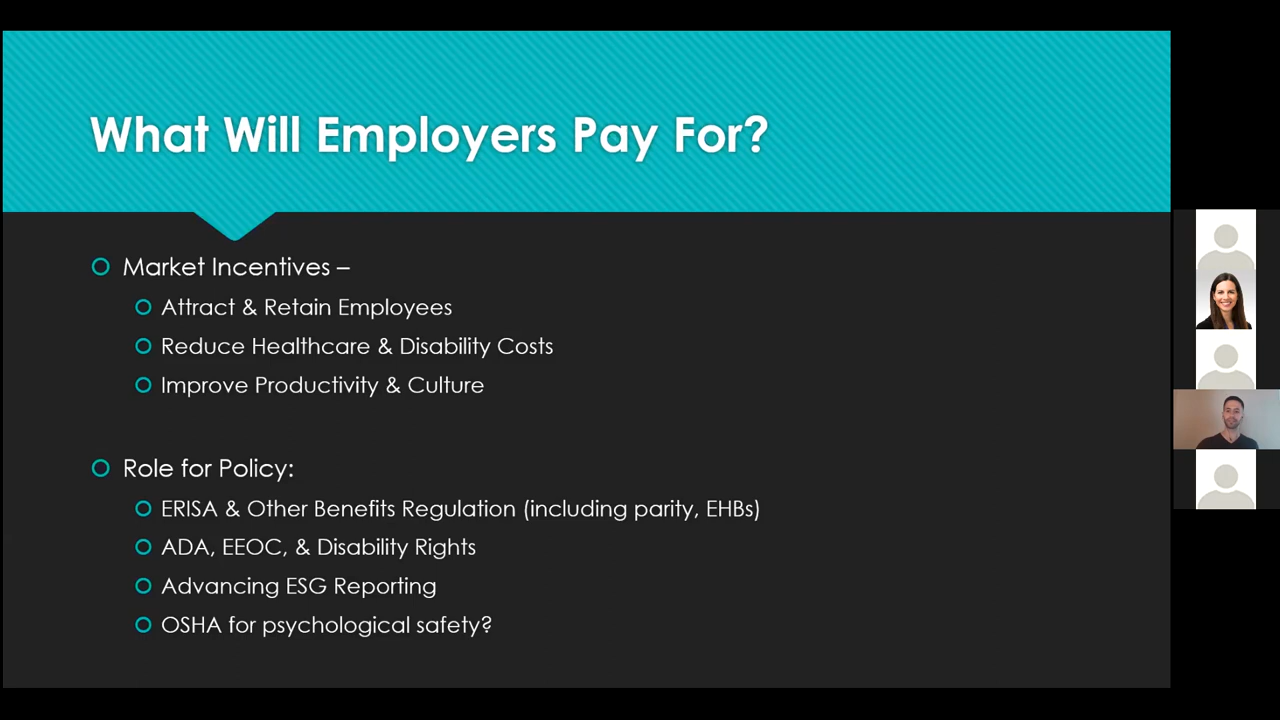 What Will Employers Pay For?
Market Incentives –
Attract & Retain Employees
Reduce Healthcare & Disability Costs
Improve Productivity & Culture
Role for Policy:
ERISA & Other Benefits Regulation (including parity, EHBs)
ADA, EEOC, & Disability Rights
Advancing ESG Reporting
OSHA for psychological safety?